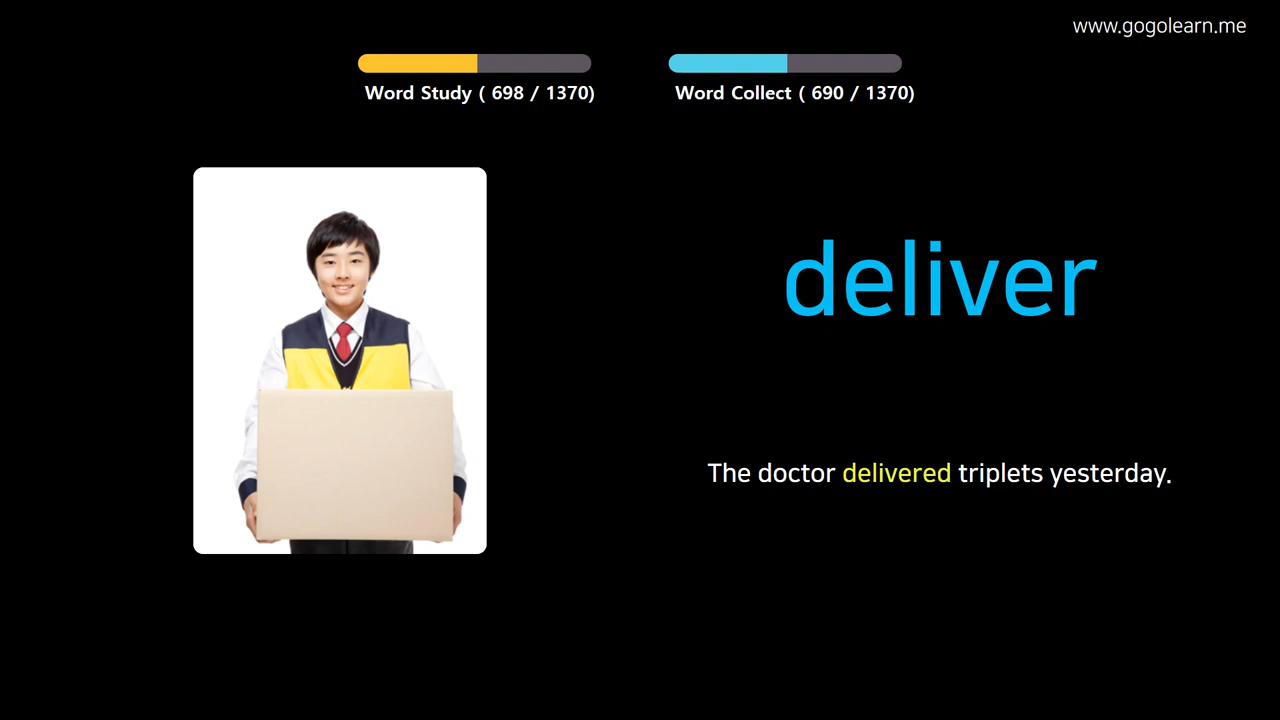 www.gogolearn.me
Word Study ( 698 / 1370)
Word Collect ( 690 / 1370)
deliver
The doctor delivered triplets yesterday.